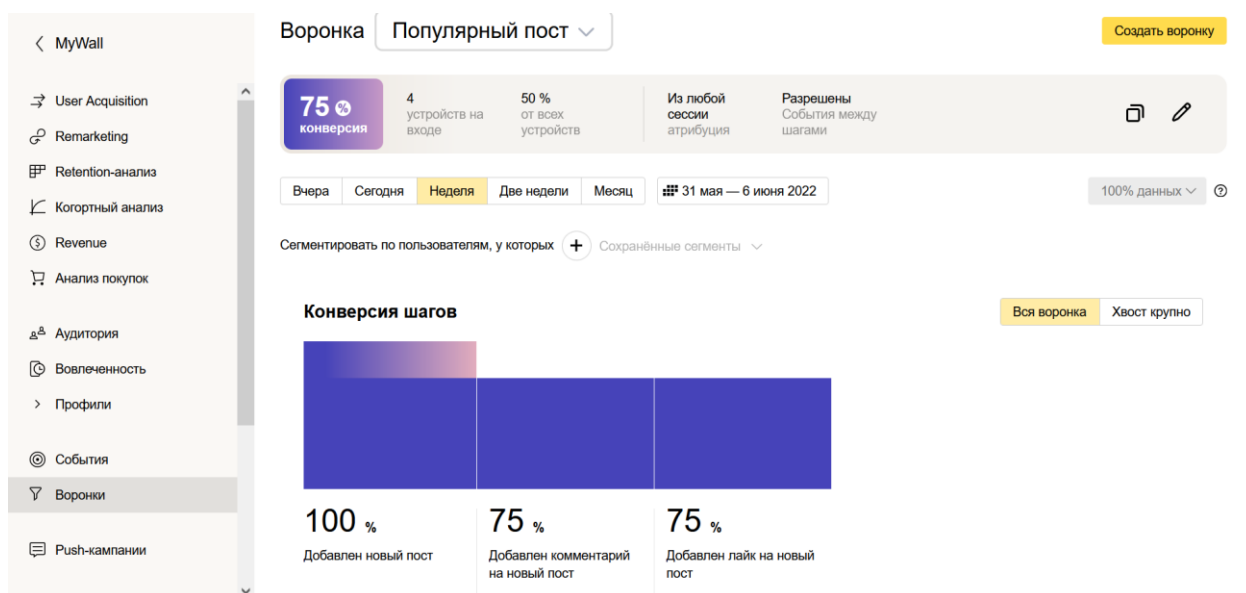 MyWall
User Acquisition
Remarketing
Retention-анализ
Когортный анализ
Revenue
Анализ покупок
Аудитория
Вовлеченность
Профили
События
Воронки
Push-кампании
Воронка Популярный пост
Создать воронку
75 %
конверсия
4
устройств на
входе
50 %
от всех
устройств
Из любой
сессии
атрибуция
Разрешены
События между
шагами
Вчера Сегодня Неделя Две недели Месяц 31 мая — 6 июня 2022 100% данных ?
Сегментировать по пользователям, у которых + Сохранённые сегменты
Конверсия шагов
Вся воронка Хвост крупно
100 %
Добавлен новый пост
75 %
Добавлен комментарий
на новый пост
75 %
Добавлен лайк на новый
пост